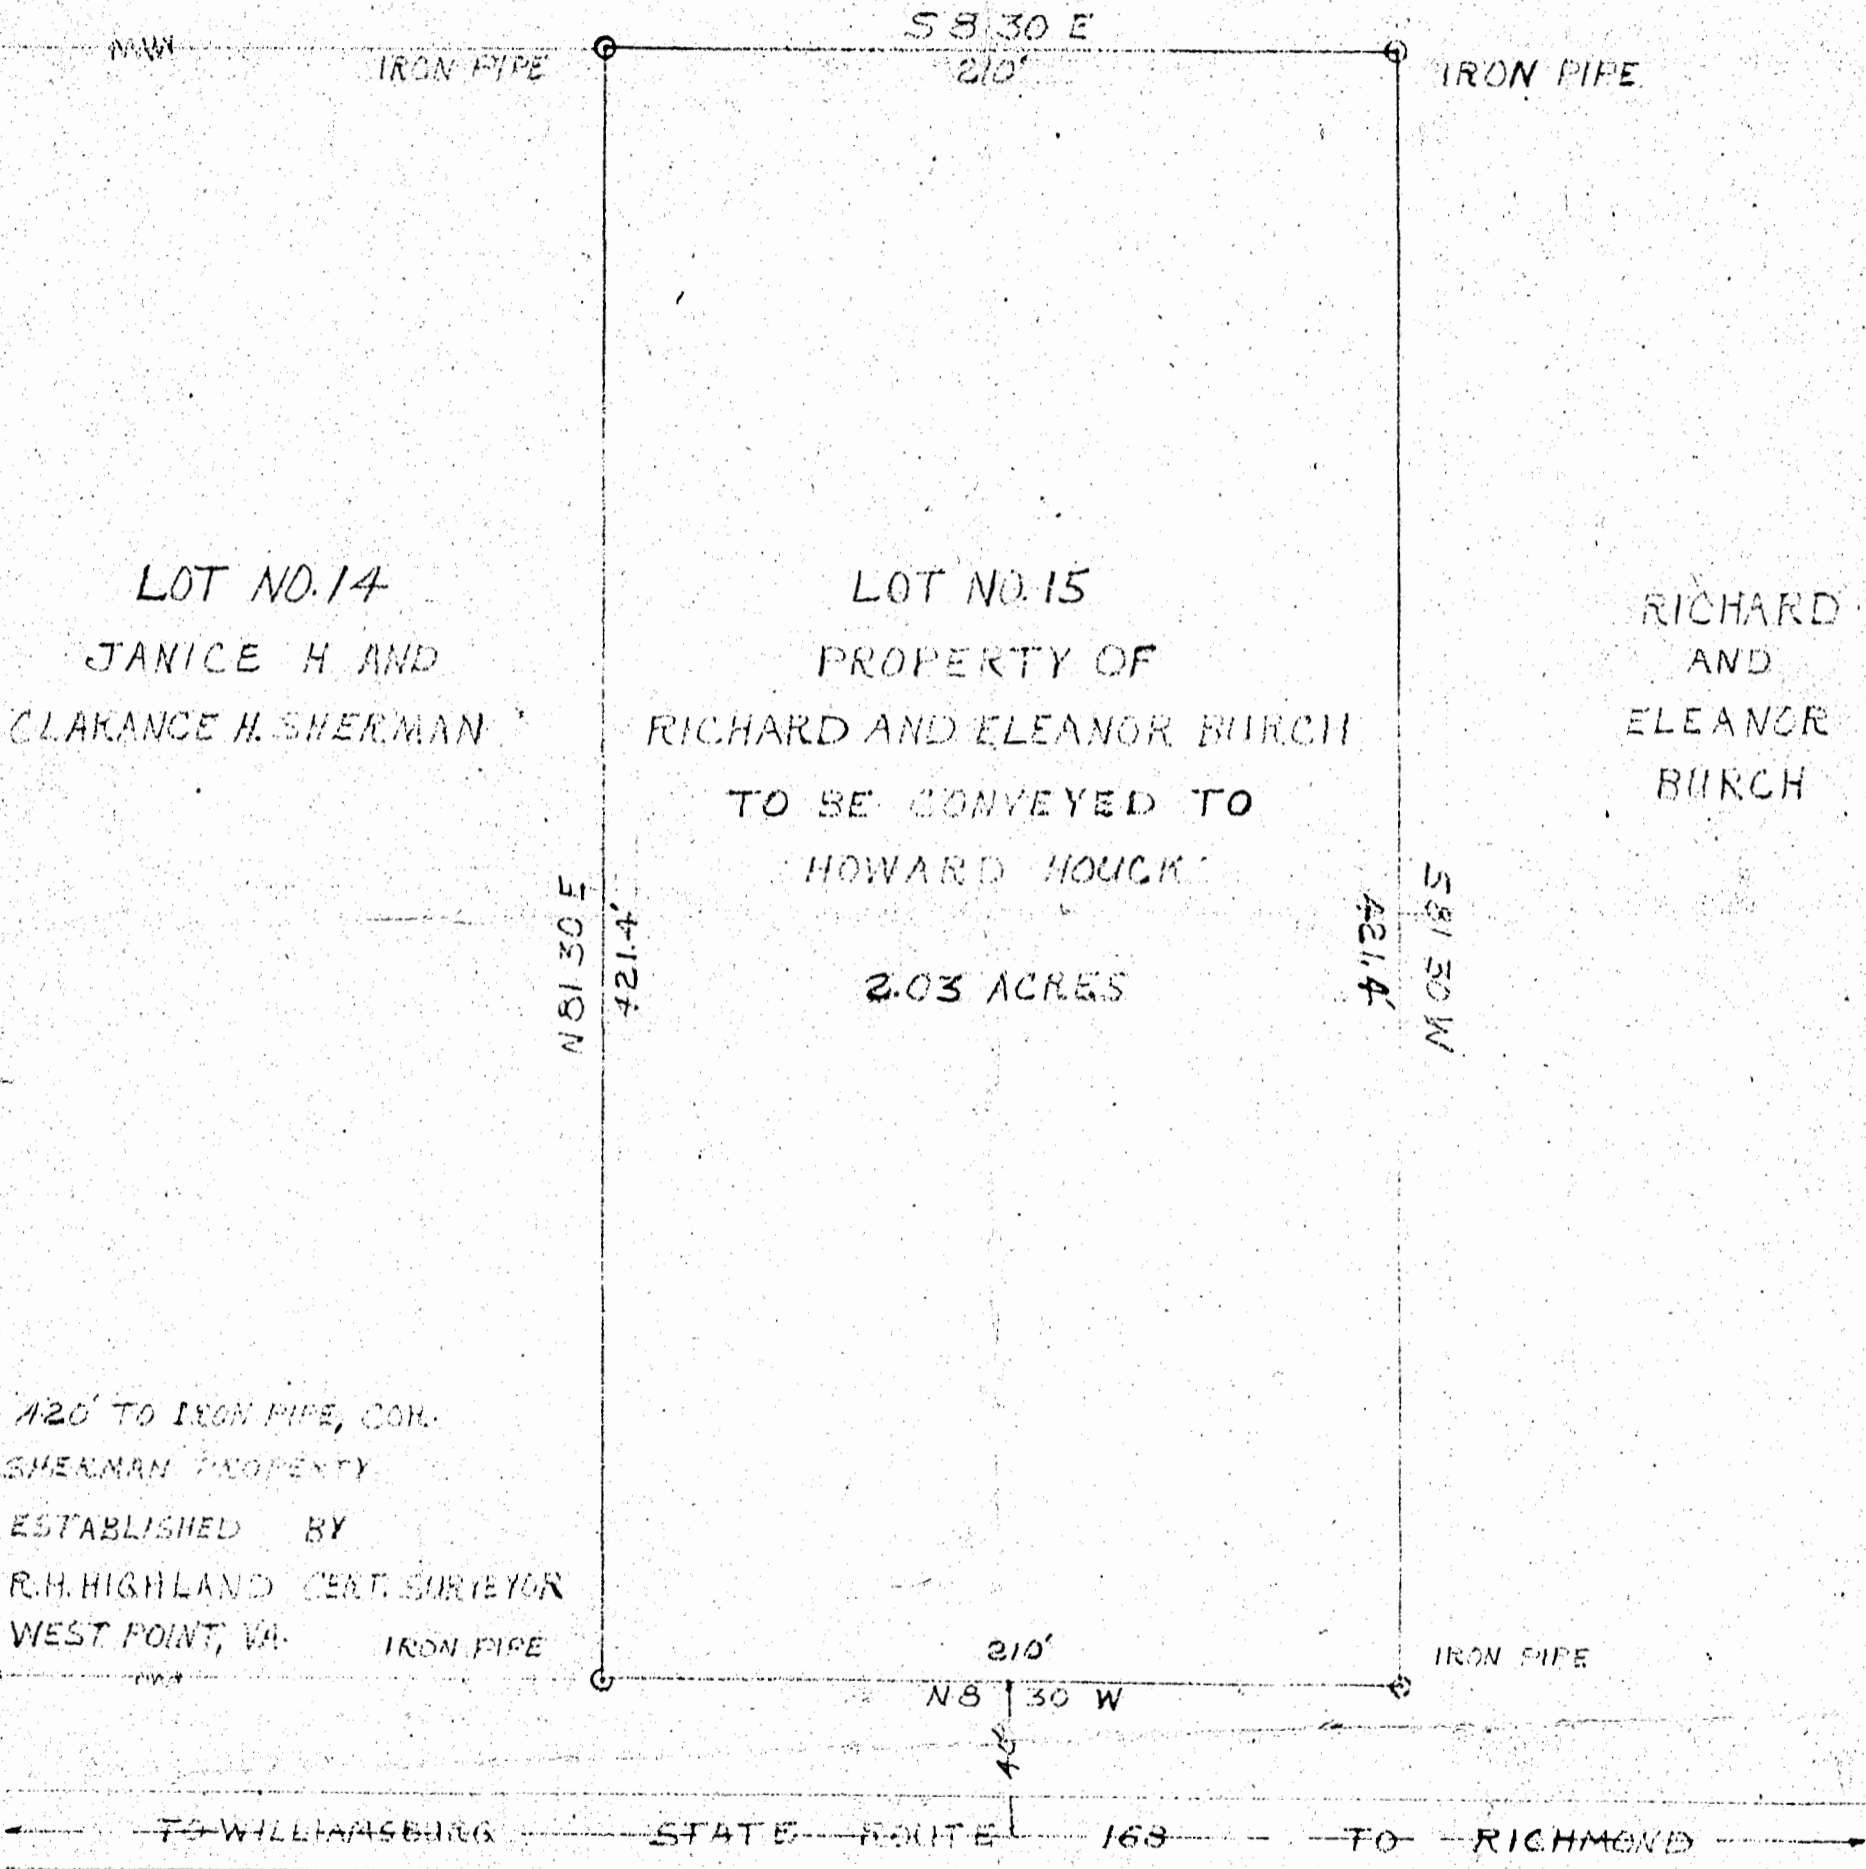 S 8 30 E
210'
IRON PIPE
IRON PIPE
LOT NO. 14
JANICE H AND
CLARANCE H. SHERMAN
LOT NO. 15
PROPERTY OF
RICHARD AND ELEANOR BURCH
TO BE CONVEYED TO
HOWARD HOUCK
2.03 ACRES
RICHARD
AND
ELEANOR
BURCH
N 81 30 E
421.4'
421.4'
S 81 30 W
420' TO IRON PIPE, COR.
SHERMAN PROPERTY
ESTABLISHED BY
R.H. HIGHLAND CERT. SURVEYOR
WEST POINT, VA.
IRON PIPE
210'
N 8 30 W
IRON PIPE
40'
TO WILLIAMSBURG STATE ROUTE 168 TO RICHMOND